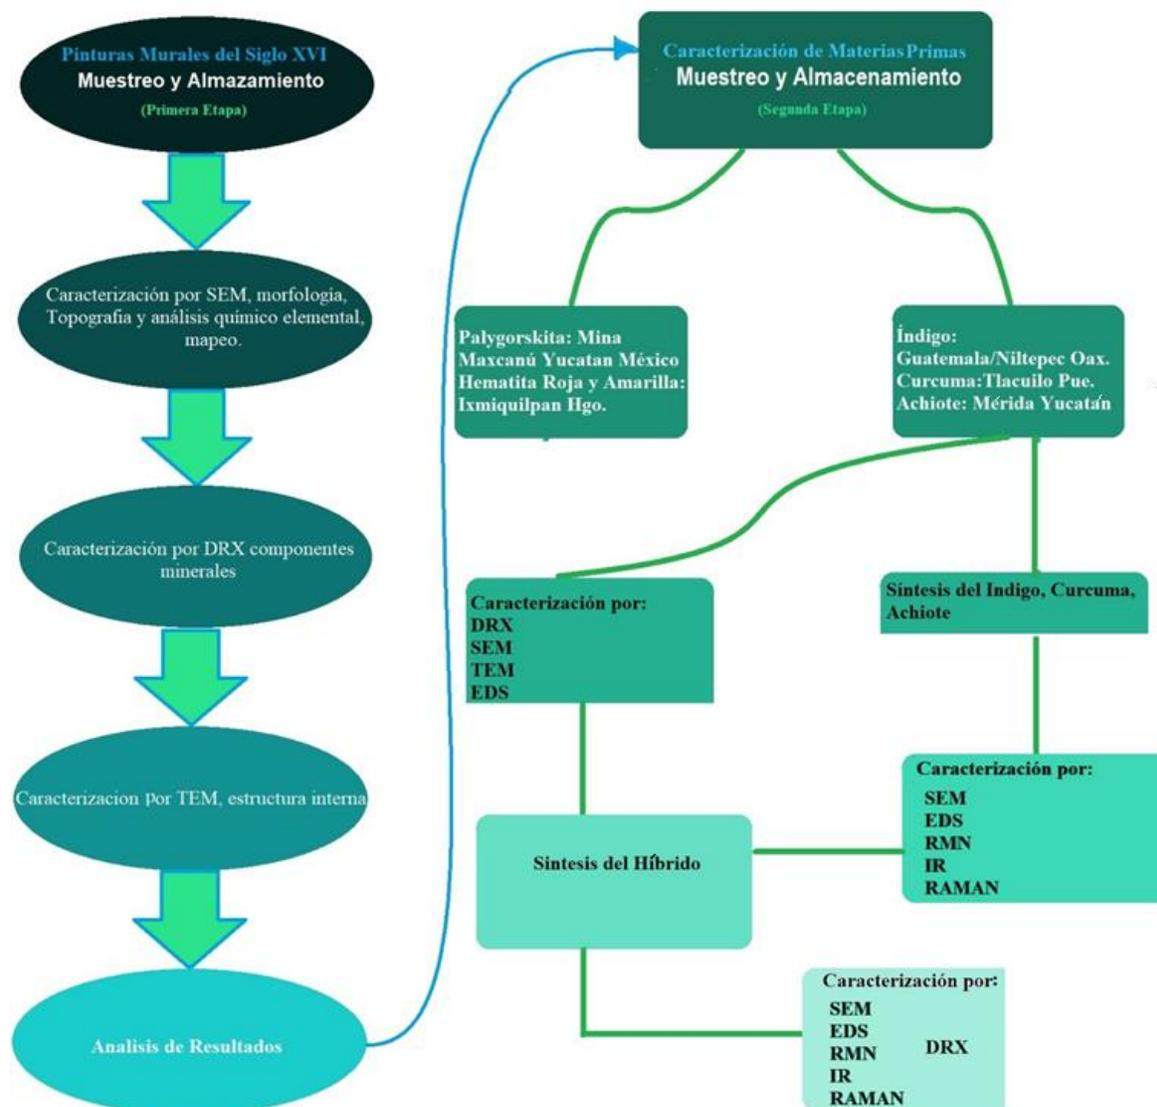 Pinturas Murales del Siglo XVI
Muestreo y Almazamiento
(Primera Etapa)
Caracterización por SEM, morfología,
Topografia y análisis químico elemental,
mapeo.
Caracterización por DRX componentes
minerales
Caracterizacion por TEM, estructura interna
Analisis de Resultados
Caracterización de Materias Primas
Muestreo y Almacenamiento
(Segunda Etapa)
Palygorskita: Mina
Maxcanú Yucatan México
Hematita Roja y Amarilla:
Ixmiquilpan Hgo.
Índigo:
Guatemala/Niltepec Oax.
Curcuma:Tlacuilo Pue.
Achiote: Mérida Yucatán
Caracterización por:
DRX
SEM
TEM
EDS
Síntesis del Indigo, Curcuma,
Achiote
Caracterización por:
SEM
EDS
RMN
IR
RAMAN
Sintesis del Híbrido
Caracterización por:
SEM
EDS
RMN DRX
IR
RAMAN